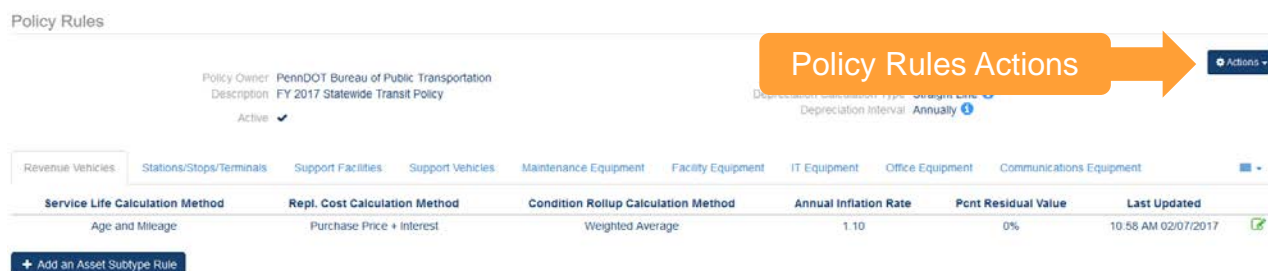 Policy Rules
Policy Rules Actions
Actions
Policy Owner PennDOT Bureau of Public Transportation
Description FY 2017 Statewide Transit Policy
Depreciation Interval Annually
Active
Revenue Vehicles Stations/Stops/Terminals Support Facilities Support Vehicles Maintenance Equipment Facility Equipment IT Equipment Office Equipment Communications Equipment
Service Life Calculation Method Repl. Cost Calculation Method Condition Rollup Calculation Method Annual Inflation Rate Pcnt Residual Value Last Updated
Age and Mileage Purchase Price + Interest Weighted Average 1.10 0% 10:58 AM 02/07/2017
+ Add an Asset Subtype Rule